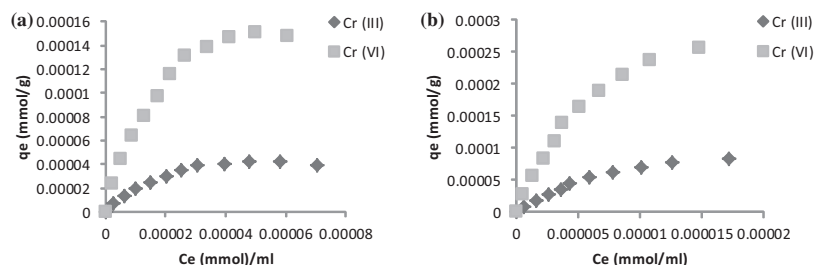 (a)
qe (mmol/g)
0.00016
0.00014
0.00012
0.0001
0.00008
0.00006
0.00004
0.00002
0
0 0.00002 0.00004 0.00006 0.00008
Ce (mmol)/ml
Cr (III)
Cr (VI)
(b)
qe (mmol/g)
0.0003
0.00025
0.0002
0.00015
0.0001
0.00005
0
0 0.000005 0.00001 0.000015 0.00002
Ce (mmol)/ml
Cr (III)
Cr (VI)